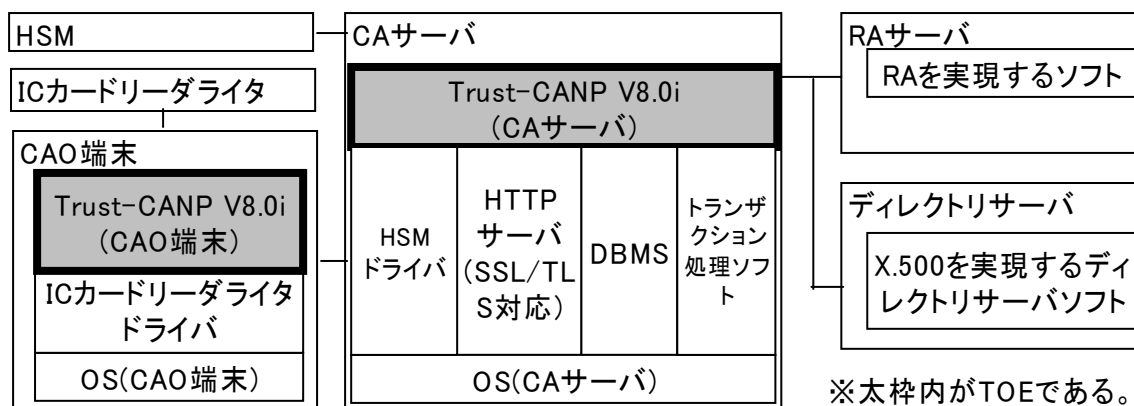 HSM
ICカードリーダライタ
CAO端末
Trust-CANP V8.0i
(CAO端末)
ICカードリーダライタ
ドライバ
OS(CAO端末)
CAサーバ
Trust-CANP V8.0i
(CAサーバ)
HSM
ドライバ
HTTP
サーバ
(SSL/TL
S対応)
DBMS
トランザ
クション
処理ソフ
ト
OS(CAサーバ)
RAサーバ
RAを実現するソフト
ディレクトリサーバ
X.500を実現するディ
レクトリサーバソフト
※太枠内がTOEである。